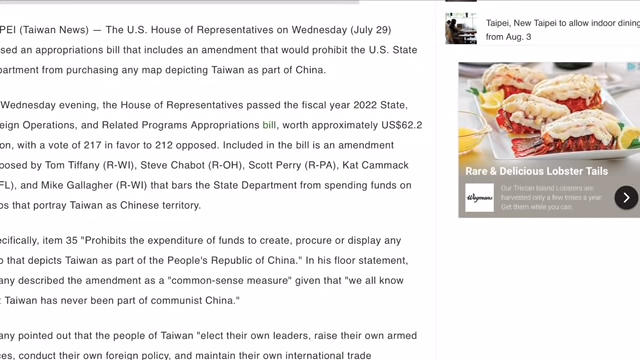 PEI (Taiwan News) — The U.S. House of Representatives on Wednesday (July 29)
sed an appropriations bill that includes an amendment that would prohibit the U.S. State
partment from purchasing any map depicting Taiwan as part of China.
Wednesday evening, the House of Representatives passed the fiscal year 2022 State,
eign Operations, and Related Programs Appropriations bill, worth approximately US$62.2
on, with a vote of 217 in favor to 212 opposed. Included in the bill is an amendment
posed by Tom Tiffany (R-WI), Steve Chabot (R-OH), Scott Perry (R-PA), Kat Cammack
FL), and Mike Gallagher (R-WI) that bars the State Department from spending funds on
ps that portray Taiwan as Chinese territory.
cifically, item 35 "Prohibits the expenditure of funds to create, procure or display any
p that depicts Taiwan as part of the People's Republic of China." In his floor statement,
any described the amendment as a "common-sense measure" given that "we all know
t Taiwan has never been part of communist China."
any pointed out that the people of Taiwan "elect their own leaders, raise their own armed
ces, conduct their own foreign policy, and maintain their own international trade
Taipei, New Taipei to allow indoor dining
from Aug. 3
Rare & Delicious Lobster Tails
Wegmans
Our Tristan Island Lobsters are
harvested only a few times a year.
Get them while you can.